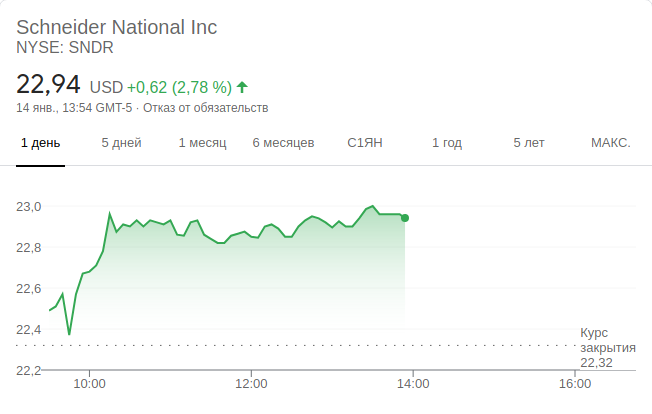 Schneider National Inc
NYSE: SNDR
22,94 USD +0,62 (2,78 %)
14 янв., 13:54 GMT-5 · Отказ от обязательств
1 день 5 дней 1 месяц 6 месяцев С1ЯН 1 год 5 лет МАКС.
23,0
22,8
22,6
22,4
Курс
закрытия
22,32
22,2
10:00 12:00 14:00 16:00